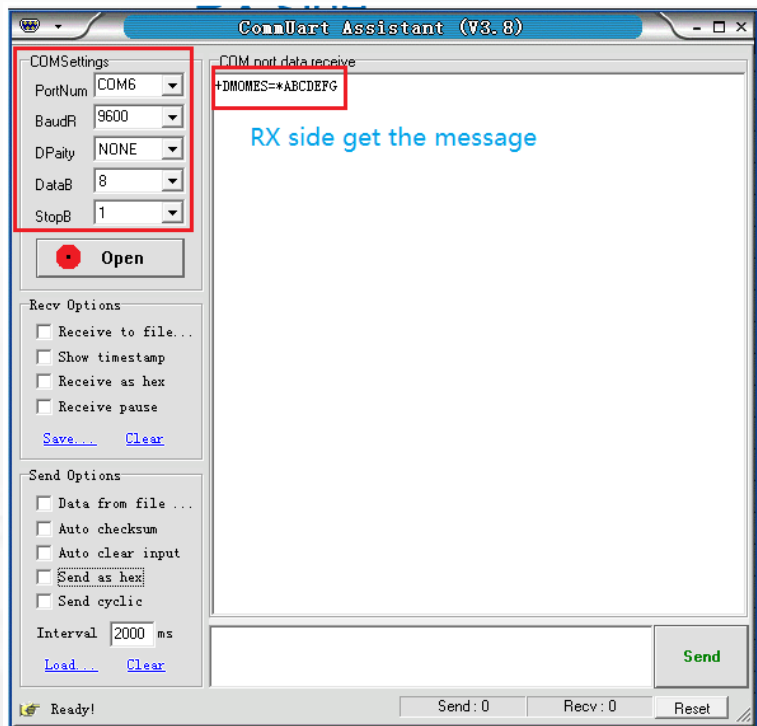 CommUart Assistant (V3.8)
COMSettings
PortNum COM6
BaudR 9600
DPaity NONE
DataB 8
StopB 1
Open
Recv Options
Receive to file...
Show timestamp
Receive as hex
Receive pause
Save... Clear
Send Options
Data from file ...
Auto checksum
Auto clear input
Send as hex
Send cyclic
Interval 2000 ms
Load... Clear
COM port data receive
+DMOMES=*ABCDEFG
RX side get the message
Send
Ready!
Send : 0
Recv : 0
Reset